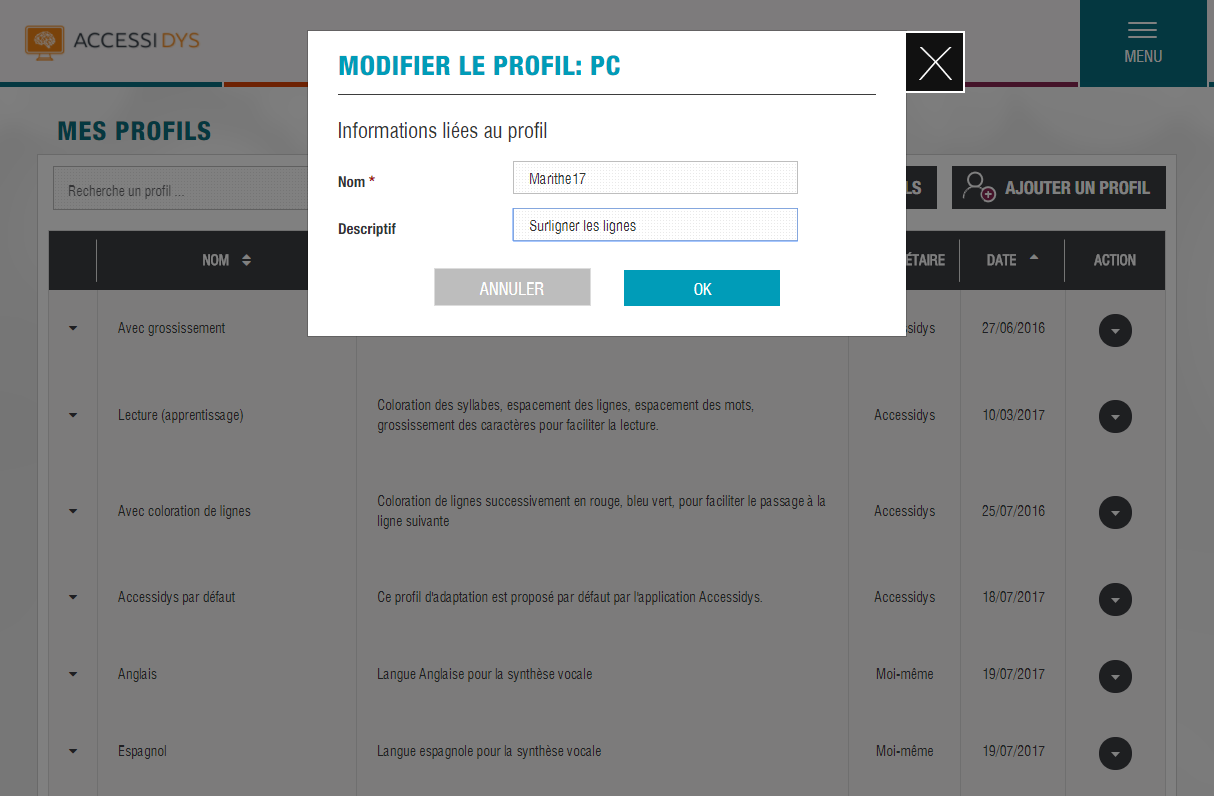 ACCESSIDYS
MENU
MODIFIER LE PROFIL: PC
Informations liées au profil
Nom *
Marithe17
Descriptif
Surligner les lignes
ANNULER
OK
MES PROFILS
Recherche un profil ...
AJOUTER UN PROFIL
NOM
DATE
ACTION
Avec grossissement
27/06/2016
Lecture (apprentissage)
Coloration des syllabes, espacement des lignes, espacement des mots,
grossissement des caractères pour faciliter la lecture.
Accessidys
10/03/2017
Avec coloration de lignes
Coloration de lignes successivement en rouge, bleu vert, pour faciliter le passage à la
ligne suivante
Accessidys
25/07/2016
Accessidys par défaut
Ce profil d'adaptation est proposé par défaut par l'application Accessidys.
Accessidys
18/07/2017
Anglais
Langue Anglaise pour la synthèse vocale
Moi-même
19/07/2017
Espagnol
Langue espagnole pour la synthèse vocale
Moi-même
19/07/2017